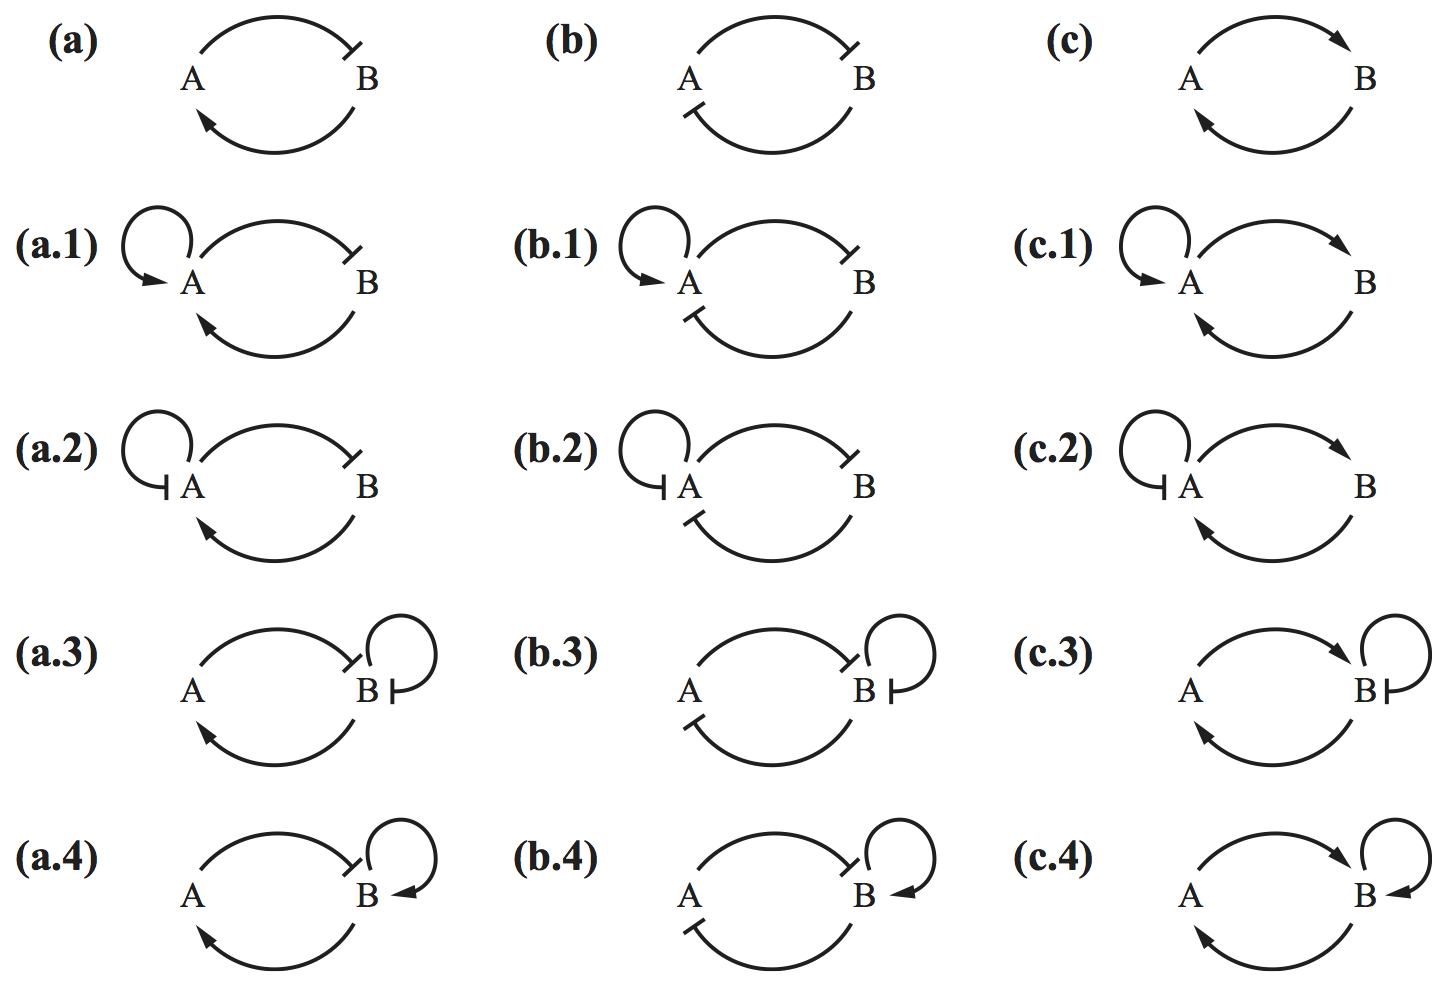 (a) A B (b) A B (c) A B
(a.1) A B (b.1) A B (c.1) A B
(a.2) A B (b.2) A B (c.2) A B
(a.3) A B (b.3) A B (c.3) A B
(a.4) A B (b.4) A B (c.4) A B